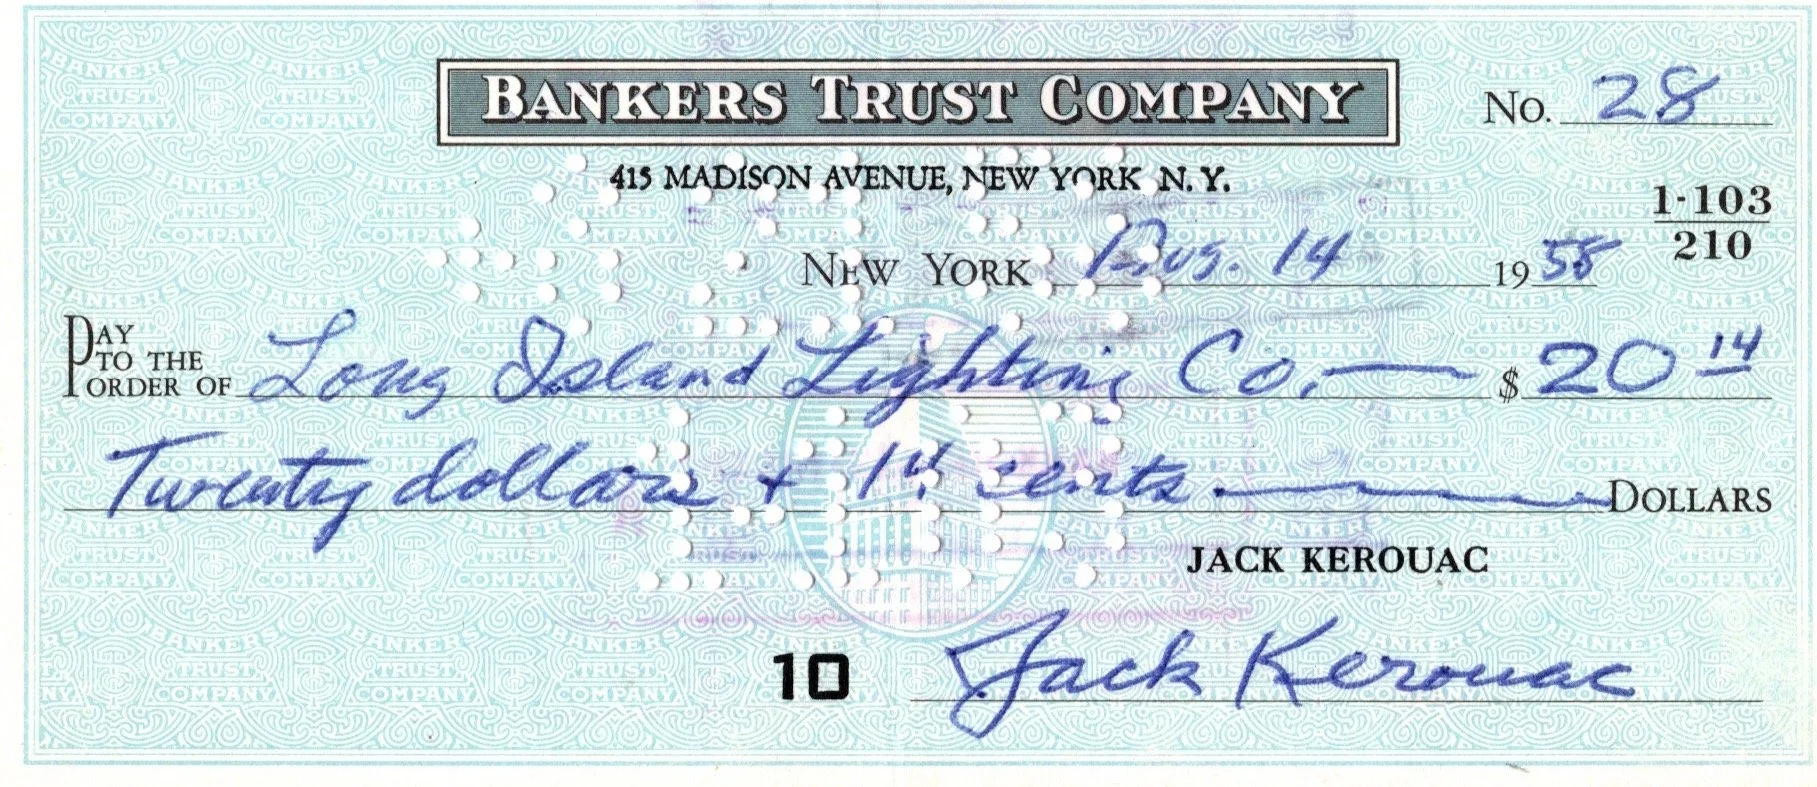 BANKERS TRUST COMPANY
No. 28
415 MADISON AVENUE, NEW YORK N.Y.
1-103
210
NEW YORK Aug. 14 1958
PAY TO THE ORDER OF Long Island Lighting Co. — $ 20 14
Twenty dollars + 14 cents — DOLLARS
JACK KEROUAC
10
Jack Kerouac